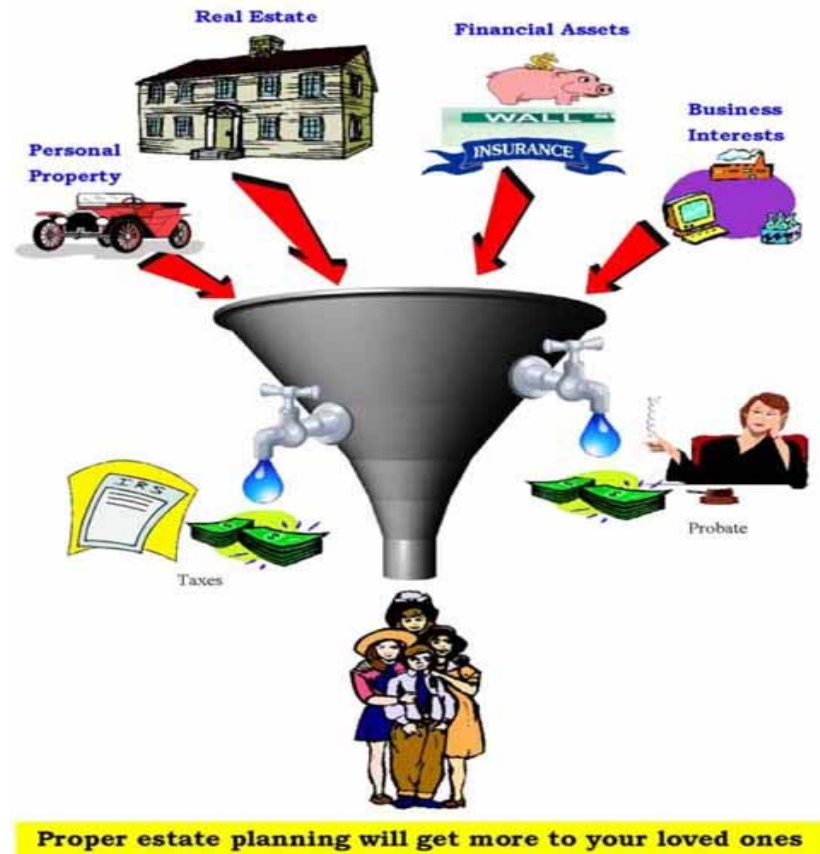 Real Estate
Financial Assets
Business
Interests
Personal
Property
WALL
INSURANCE
IRS
Taxes
Probate
Proper estate planning will get more to your loved ones